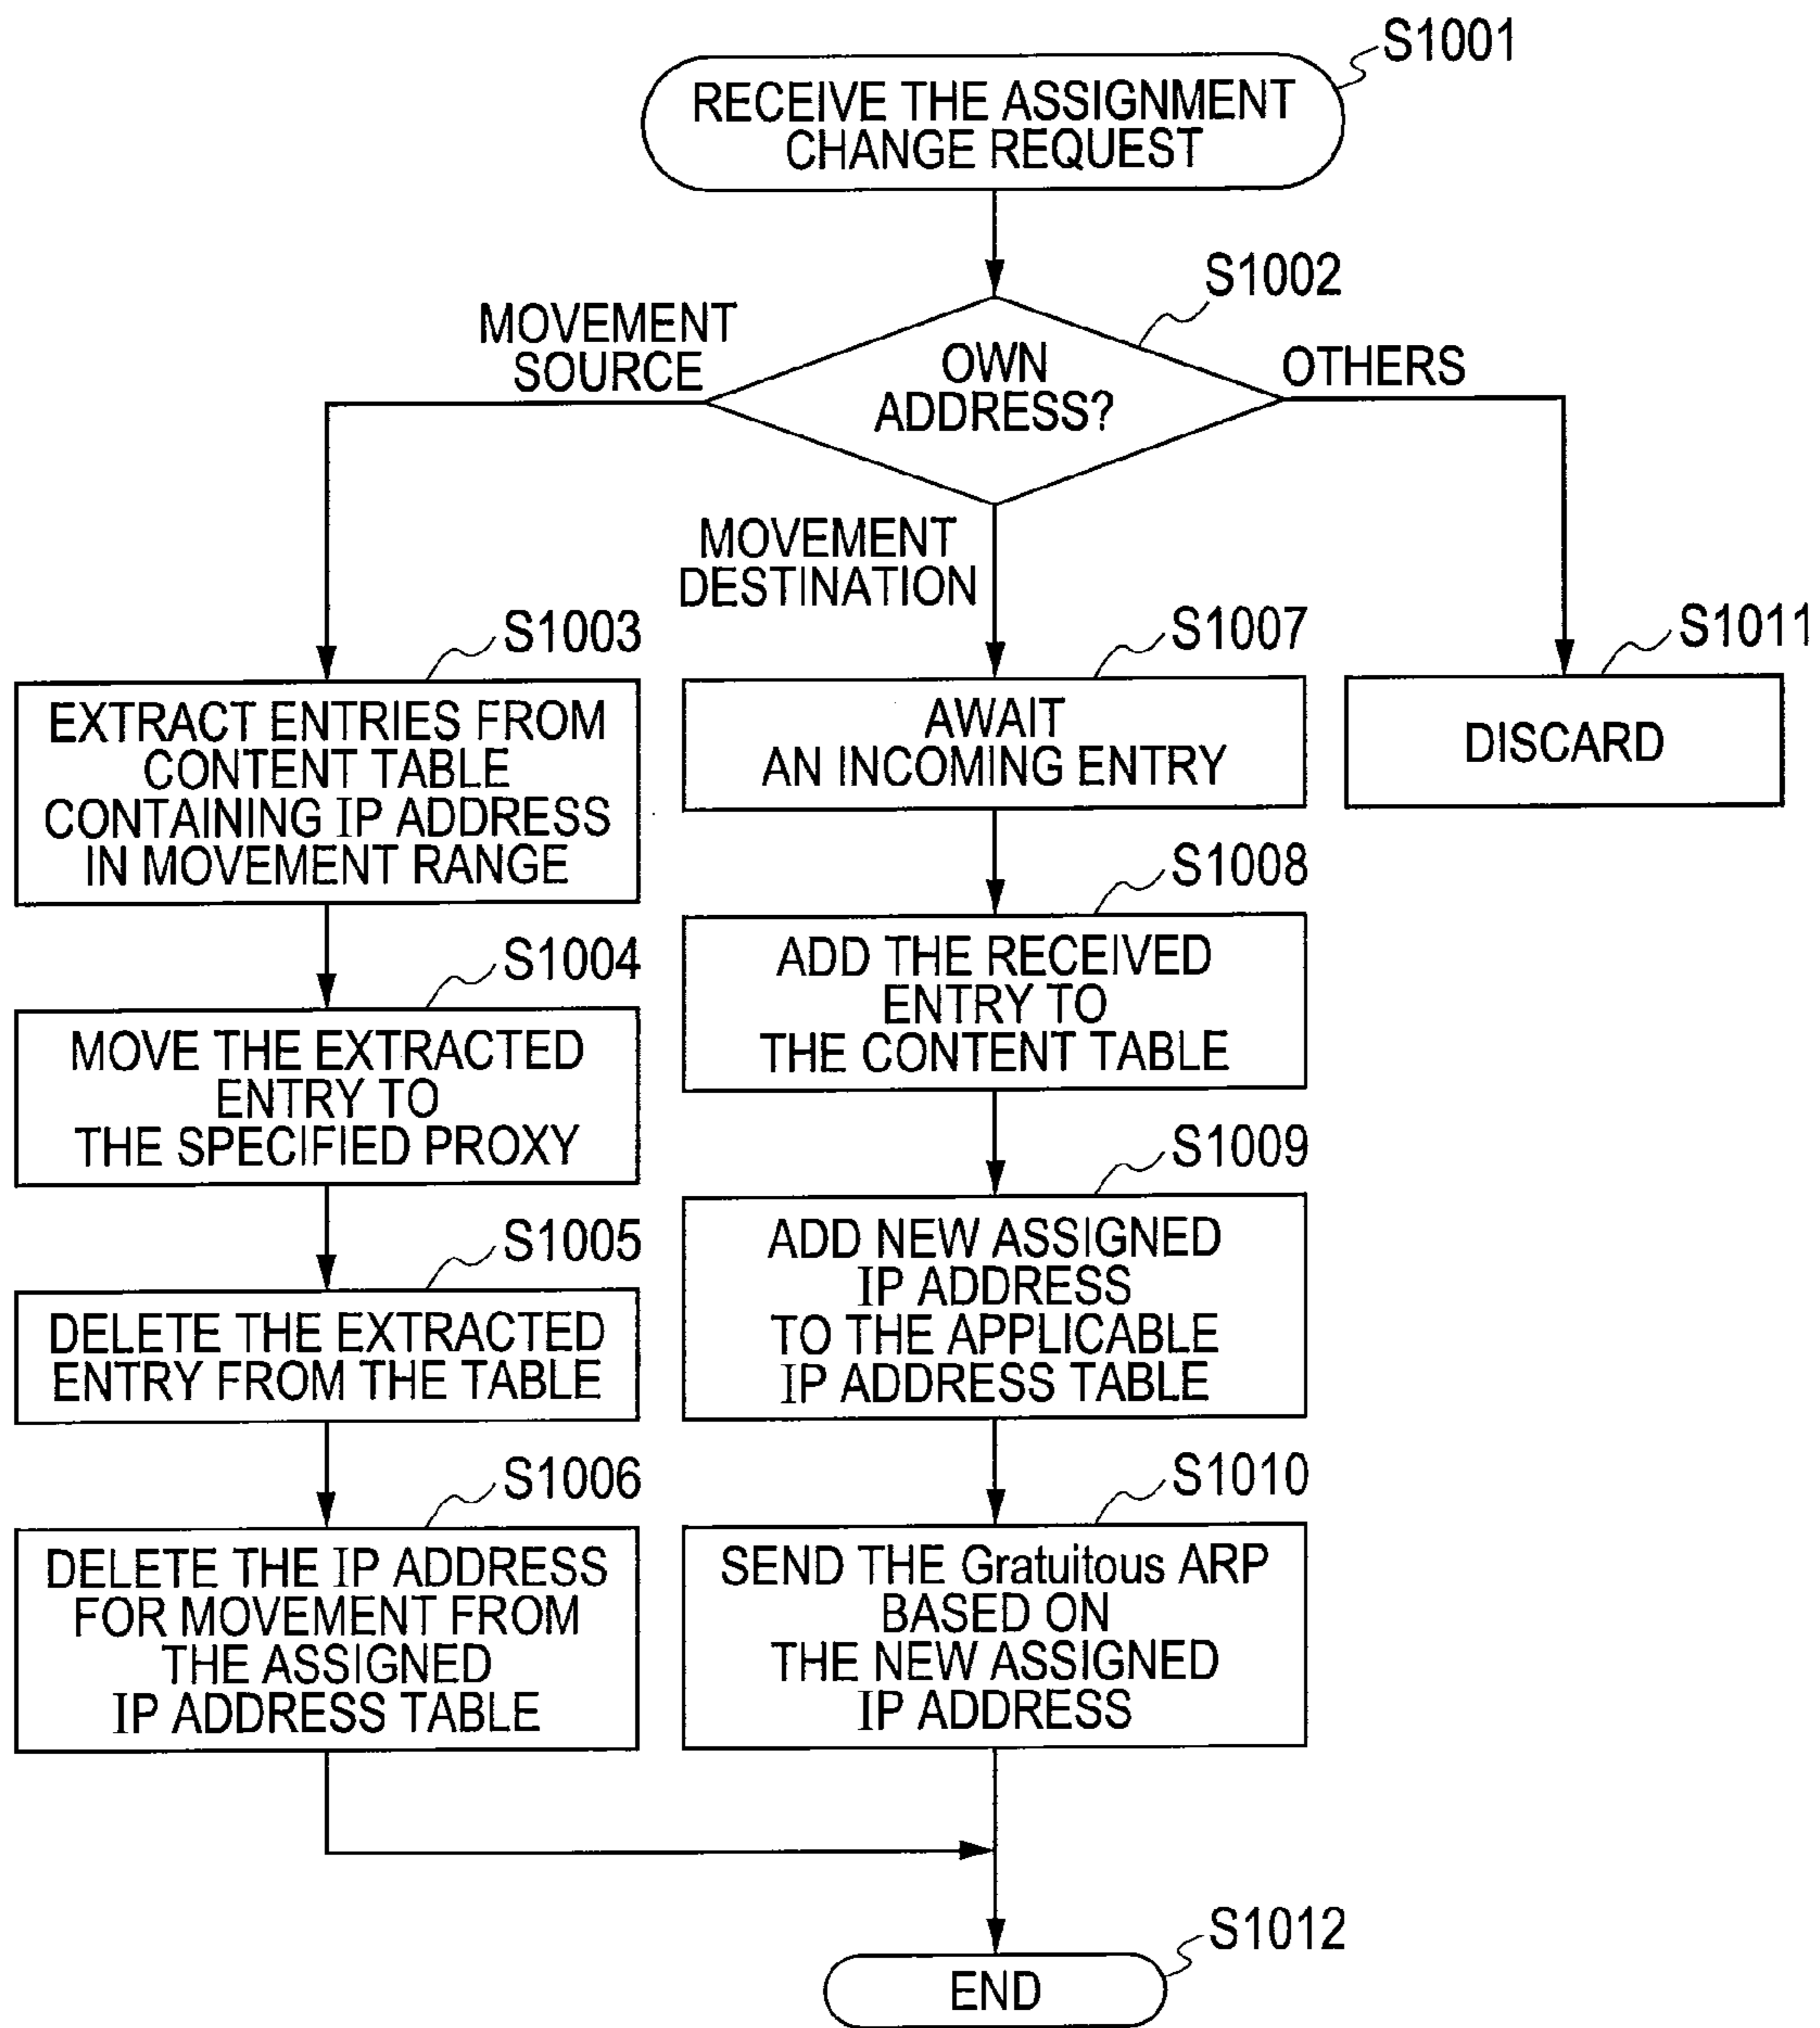 S1001
RECEIVE THE ASSIGNMENT
CHANGE REQUEST
S1002
OWN
ADDRESS?
MOVEMENT
SOURCE
OTHERS
MOVEMENT
DESTINATION
S1003
EXTRACT ENTRIES FROM
CONTENT TABLE
CONTAINING IP ADDRESS
IN MOVEMENT RANGE
S1004
MOVE THE EXTRACTED
ENTRY TO
THE SPECIFIED PROXY
S1005
DELETE THE EXTRACTED
ENTRY FROM THE TABLE
S1006
DELETE THE IP ADDRESS
FOR MOVEMENT FROM
THE ASSIGNED
IP ADDRESS TABLE
S1007
AWAIT
AN INCOMING ENTRY
S1008
ADD THE RECEIVED
ENTRY TO
THE CONTENT TABLE
S1009
ADD NEW ASSIGNED
IP ADDRESS
TO THE APPLICABLE
IP ADDRESS TABLE
S1010
SEND THE Gratuitous ARP
BASED ON
THE NEW ASSIGNED
IP ADDRESS
S1011
DISCARD
S1012
END